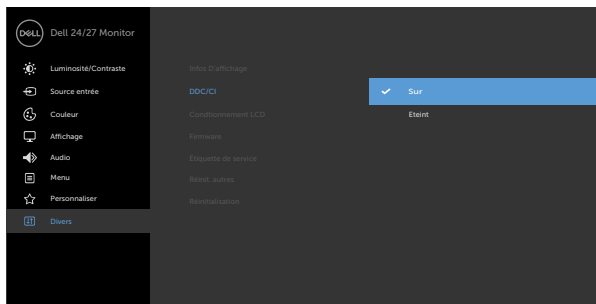 DELL Dell 24/27 Monitor
Luminosité/Contraste
Source entrée
Couleur
Affichage
Audio
Menu
Personnaliser
Divers
Infos D'affichage
DDC/CI
Condtionnement LCD
Firmware
Étiquette de service
Réinit. autres
Réinitialisation
Sur
Eteint